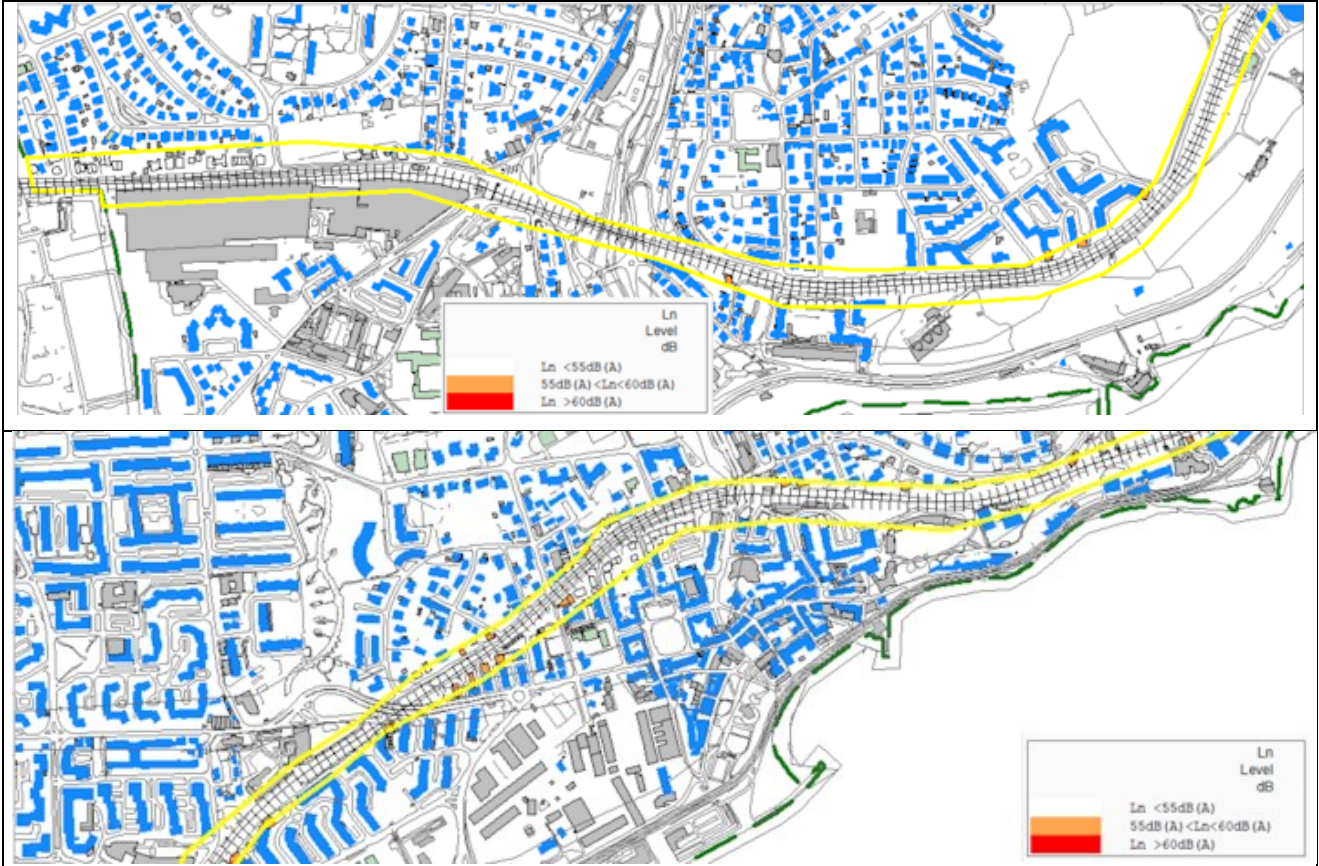 Ln
Level
dB
Ln <55dB(A)
55dB(A)<Ln<60dB(A)
Ln >60dB(A)
Ln
Level
dB
Ln <55dB(A)
55dB(A)<Ln<60dB(A)
Ln >60dB(A)